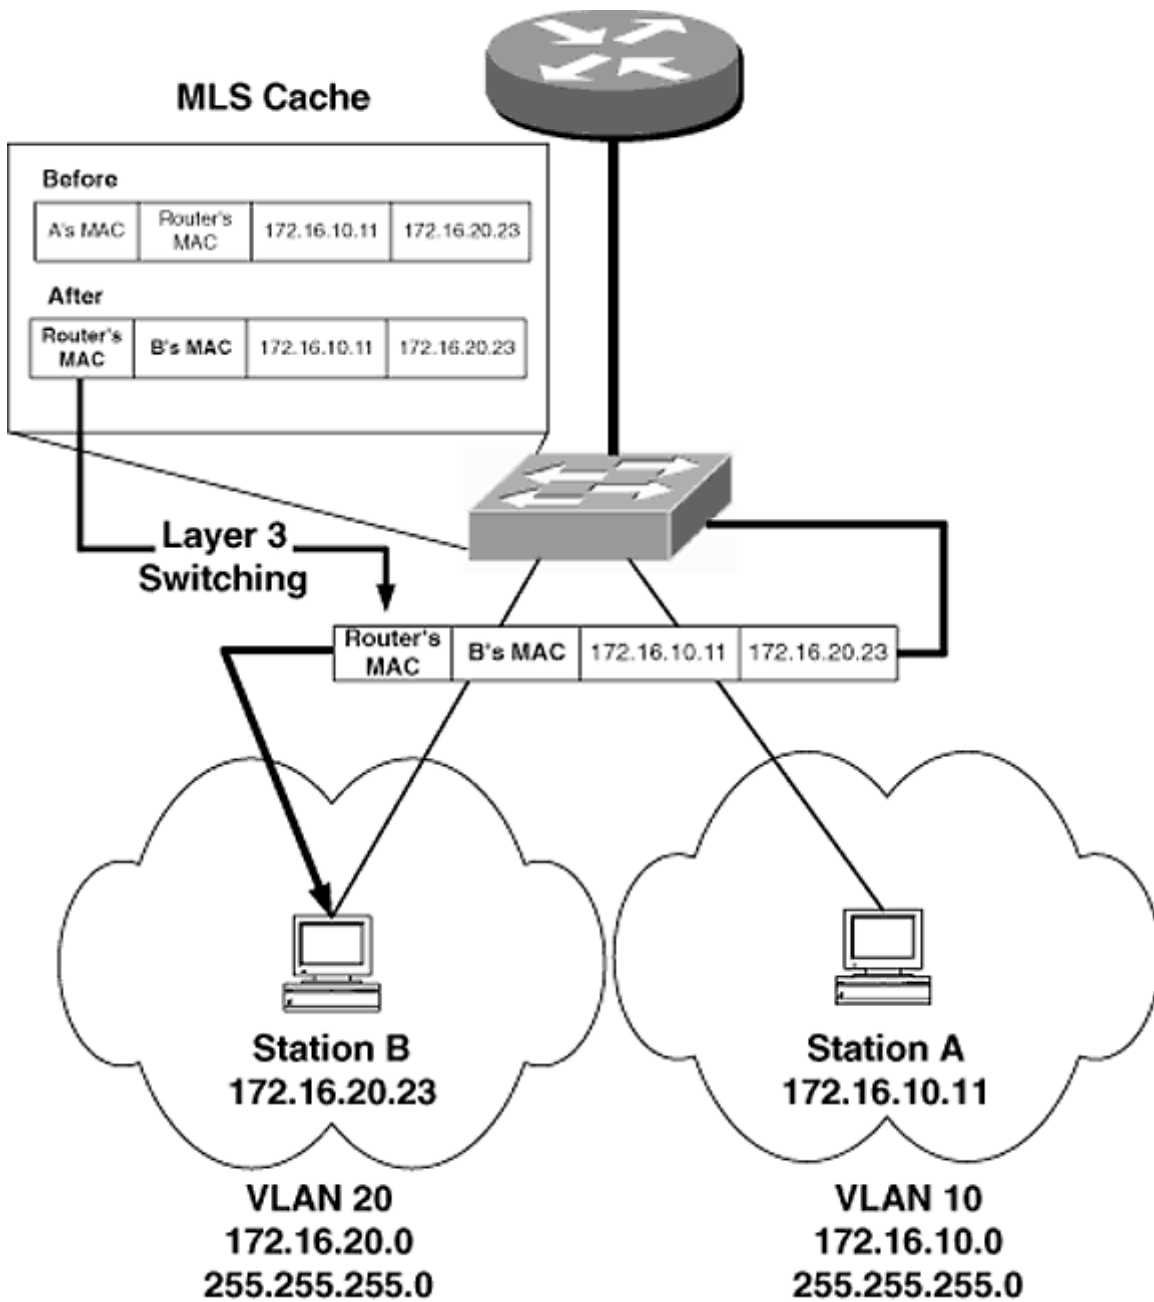 MLS Cache
Before
A's MAC
Router's
MAC
172.16.10.11
172.16.20.23
After
Router's
MAC
B's MAC
172.16.10.11
172.16.20.23
Layer 3
Switching
Router's
MAC
B's MAC
172.16.10.11
172.16.20.23
Station B
172.16.20.23
Station A
172.16.10.11
VLAN 20
172.16.20.0
255.255.255.0
VLAN 10
172.16.10.0
255.255.255.0